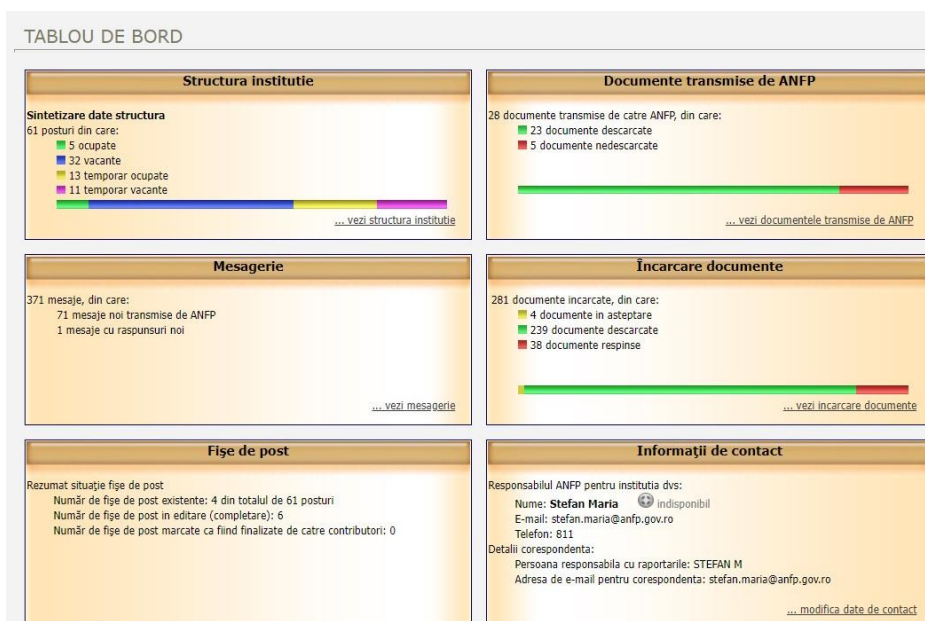 TABLOU DE BORD
Structura institutie
Sintetizare date structura
61 posturi din care:
5 ocupate
32 vacante
13 temporar ocupate
11 temporar vacante
... vezi structura institutie
Documente transmise de ANFP
28 documente transmise de catre ANFP, din care:
23 documente descarcate
5 documente nedescarcate
... vezi documentele transmise de ANFP
Mesagerie
371 mesaje, din care:
71 mesaje noi transmise de ANFP
1 mesaje cu raspunsuri noi
... vezi mesagerie
Încarcare documente
281 documente incarcate, din care:
4 documente in asteptare
239 documente descarcate
38 documente respinse
... vezi incarcare documente
Fişe de post
Rezumat situaţie fişe de post
Număr de fişe de post existente: 4 din totalul de 61 posturi
Număr de fişe de post in editare (completare): 6
Număr de fişe de post marcate ca fiind finalizate de catre contributori: 0
Informaţii de contact
Responsabilul ANFP pentru institutia dvs:
Nume: Stefan Maria indisponibil
E-mail: stefan.maria@anfp.gov.ro
Telefon: 811
Detalii corespondenta:
Persoana responsabila cu raportarile: STEFAN M
Adresa de e-mail pentru corespondenta: stefan.maria@anfp.gov.ro
... modifica date de contact